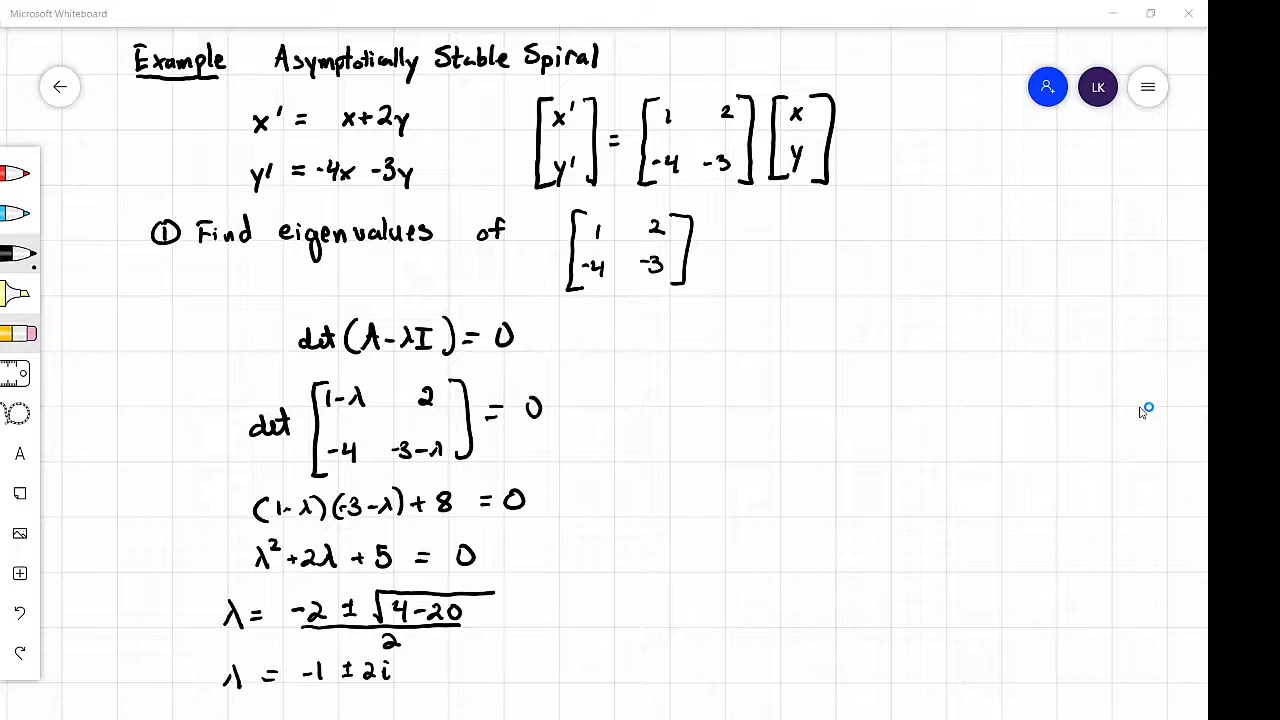 Microsoft Whiteboard
Example Asymptotically Stable Spiral
LK
x' = x+2y
y' = -4x -3y
[x' y'] = [1 2; -4 -3] [x y]
① Find eigenvalues of [1 2; -4 -3]
det(A-λI) = 0
det [1-λ 2; -4 -3-λ] = 0
(1-λ)(-3-λ)+8 = 0
λ²+2λ+5 = 0
λ = (-2 ± √(4-20))/2
λ = -1 ± 2i
A